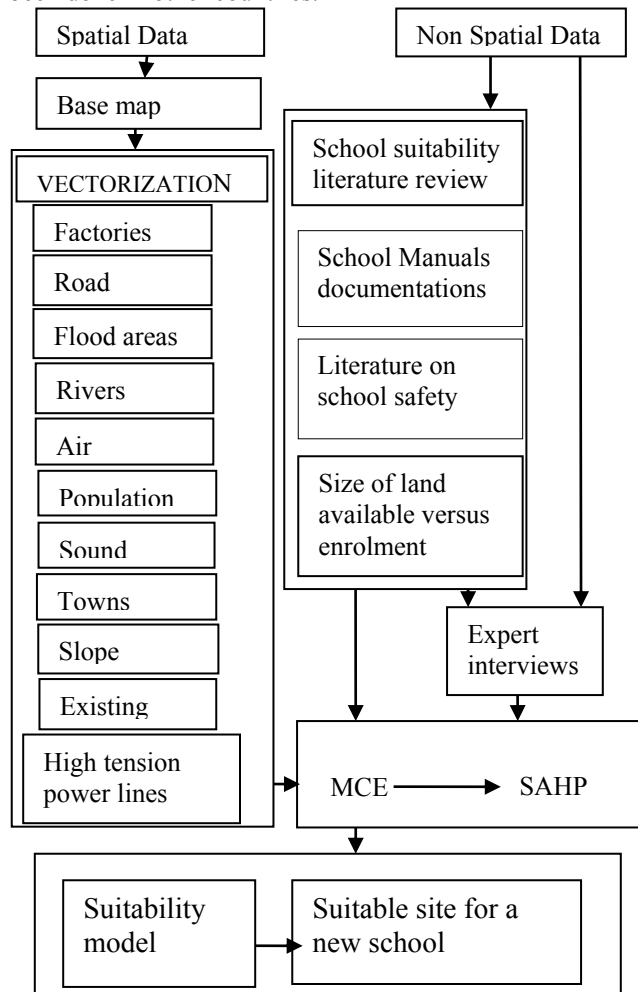 Spatial Data
Non Spatial Data
Base map
VECTORIZATION
Factories
Road
Flood areas
Rivers
Air
Population
Sound
Towns
Slope
Existing
High tension
power lines
School suitability
literature review
School Manuals
documentations
Literature on
school safety
Size of land
available versus
enrolment
Expert
interviews
MCE
SAHP
Suitability
model
Suitable site for a
new school